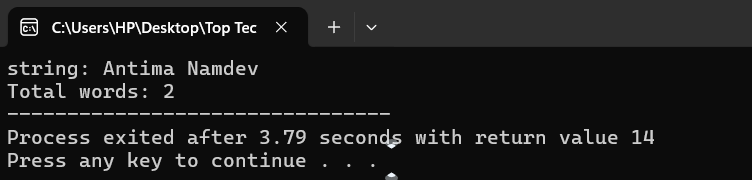 C:\Users\HP\Desktop\Top Tec
string: Antima Namdev
Total words: 2
--------------------------------
Process exited after 3.79 seconds with return value 14
Press any key to continue . . .